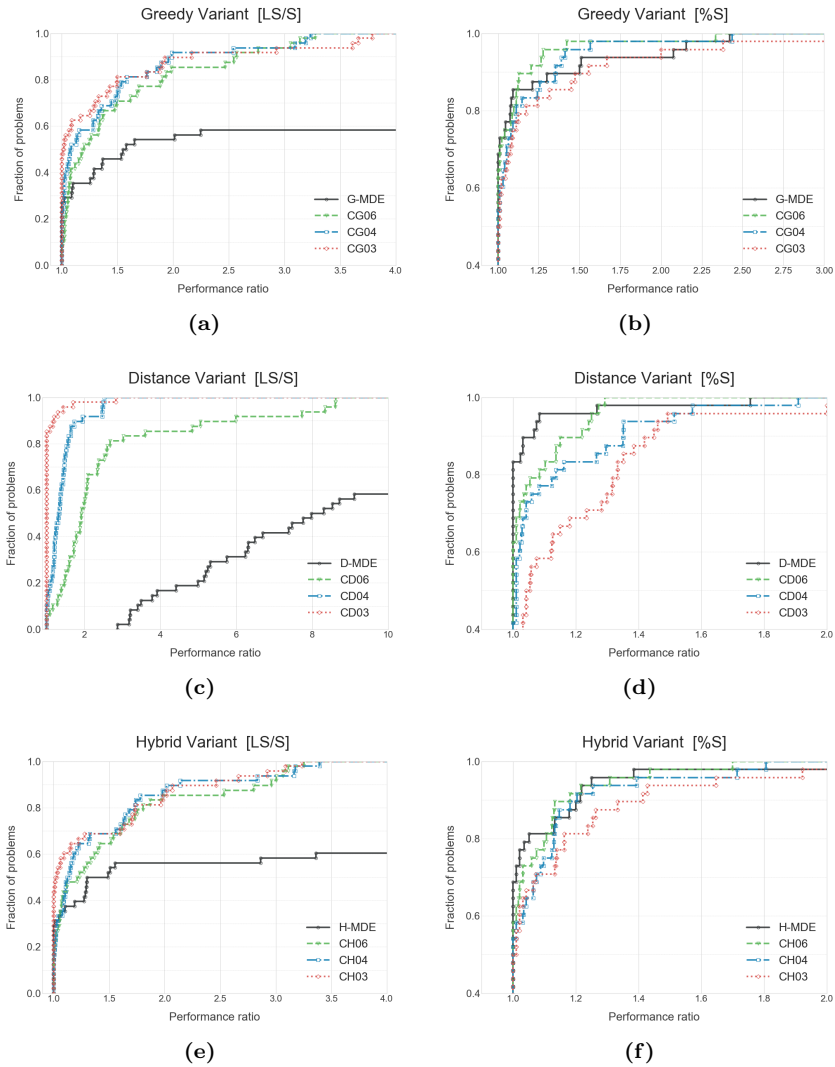 Greedy Variant [LS/S]
Fraction of problems
1.0
0.8
0.6
0.4
0.2
0.0
G-MDE
CG06
CG04
CG03
1.0 1.5 2.0 2.5 3.0 3.5 4.0
Performance ratio
(a)
Greedy Variant [%S]
Fraction of problems
1.0
0.8
0.6
0.4
G-MDE
CG06
CG04
CG03
1.00 1.25 1.50 1.75 2.00 2.25 2.50 2.75 3.00
Performance ratio
(b)
Distance Variant [LS/S]
Fraction of problems
1.0
0.8
0.6
0.4
0.2
0.0
D-MDE
CD06
CD04
CD03
2 4 6 8 10
Performance ratio
(c)
Distance Variant [%S]
Fraction of problems
1.0
0.8
0.6
0.4
D-MDE
CD06
CD04
CD03
1.0 1.2 1.4 1.6 1.8 2.0
Performance ratio
(d)
Hybrid Variant [LS/S]
Fraction of problems
1.0
0.8
0.6
0.4
0.2
0.0
H-MDE
CH06
CH04
CH03
1.0 1.5 2.0 2.5 3.0 3.5 4.0
Performance ratio
(e)
Hybrid Variant [%S]
Fraction of problems
1.0
0.8
0.6
0.4
H-MDE
CH06
CH04
CH03
1.0 1.2 1.4 1.6 1.8 2.0
Performance ratio
(f)